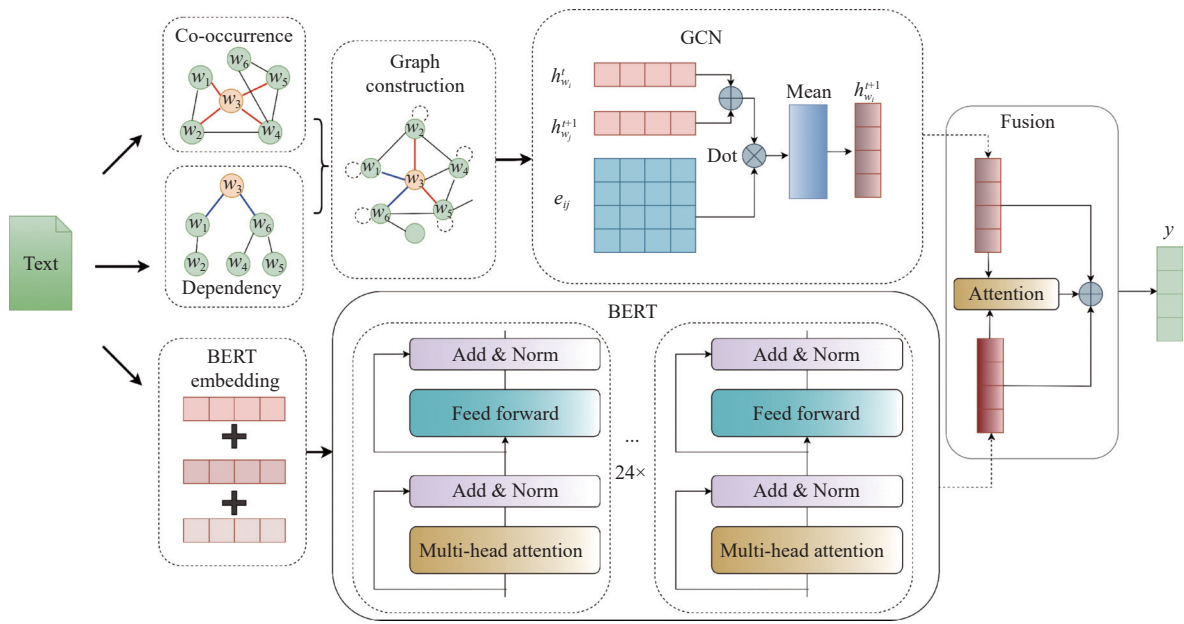 Text
Co-occurrence
w₆
w₁
w₅
w₃
w₂
w₄
w₃
w₁
w₆
w₂
w₄
w₅
Dependency
Graph
construction
w₂
w₁
w₄
w₃
w₆
w₅
GCN
h_{w_i}^{t}
h_{w_j}^{t+1}
e_{ij}
Dot
Mean
h_{w_i}^{t+1}
BERT
embedding
BERT
Add & Norm
Feed forward
Add & Norm
Multi-head attention
...
24×
Add & Norm
Feed forward
Add & Norm
Multi-head attention
Fusion
Attention
y